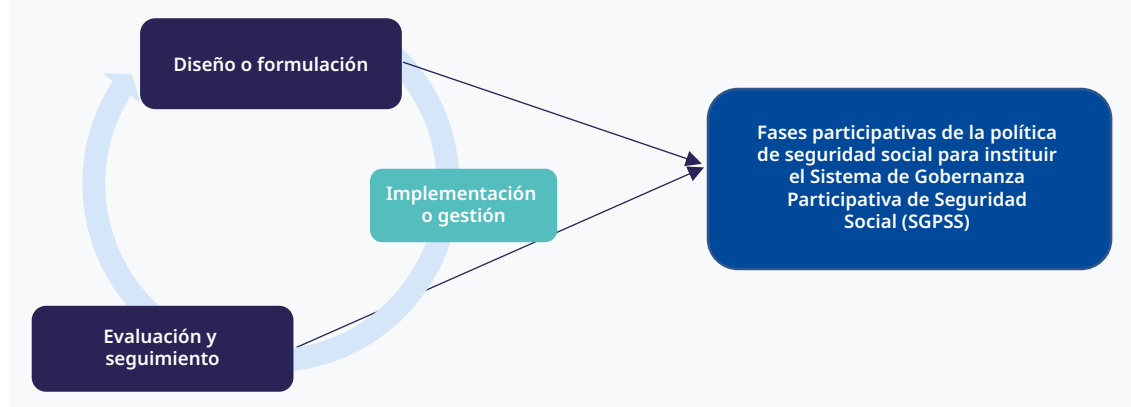 Diseño o formulación
Implementación
o gestión
Evaluación y
seguimiento
Fases participativas de la política
de seguridad social para instituir
el Sistema de Gobernanza
Participativa de Seguridad
Social (SGPSS)